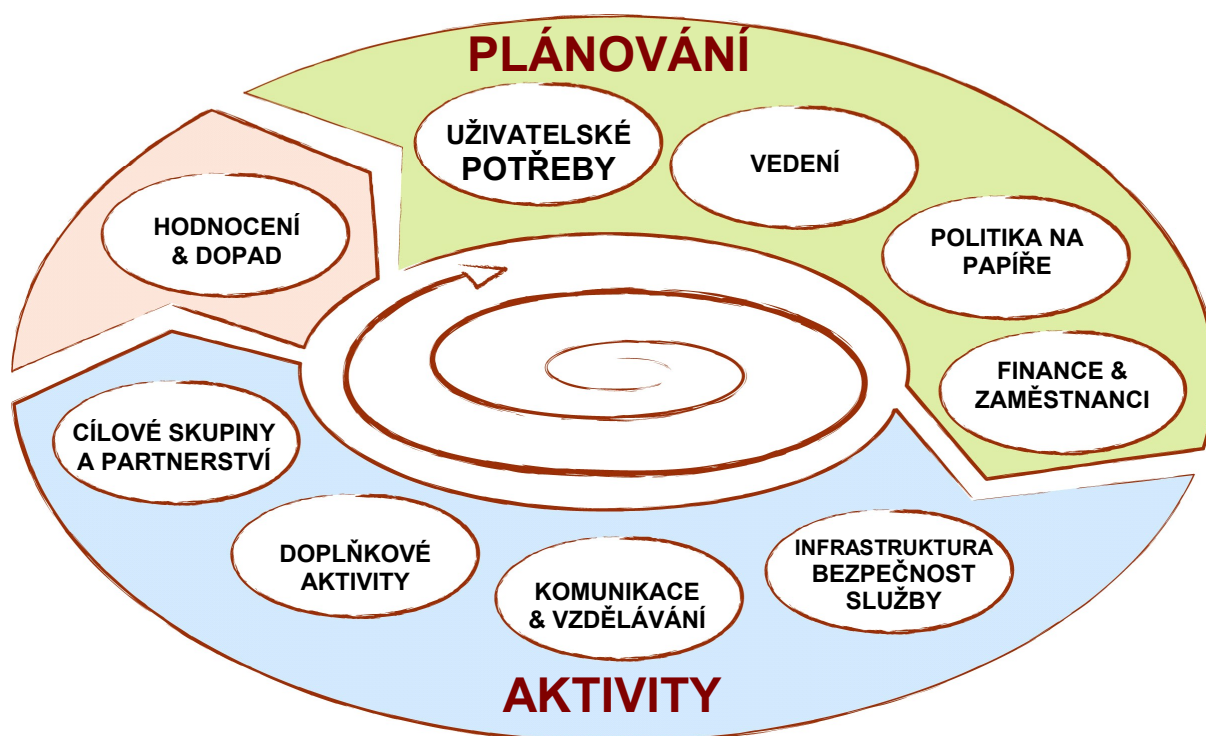 PLÁNOVÁNÍ
UŽIVATELSKÉ
POTŘEBY
VEDENÍ
POLITIKA NA
PAPÍŘE
FINANCE &
ZAMĚSTNANCI
INFRASTRUKTURA
BEZPEČNOST
SLUŽBY
KOMUNIKACE
& VZDĚLÁVÁNÍ
DOPLŇKOVÉ
AKTIVITY
CÍLOVÉ SKUPINY
A PARTNERSTVÍ
HODNOCENÍ
& DOPAD
AKTIVITY